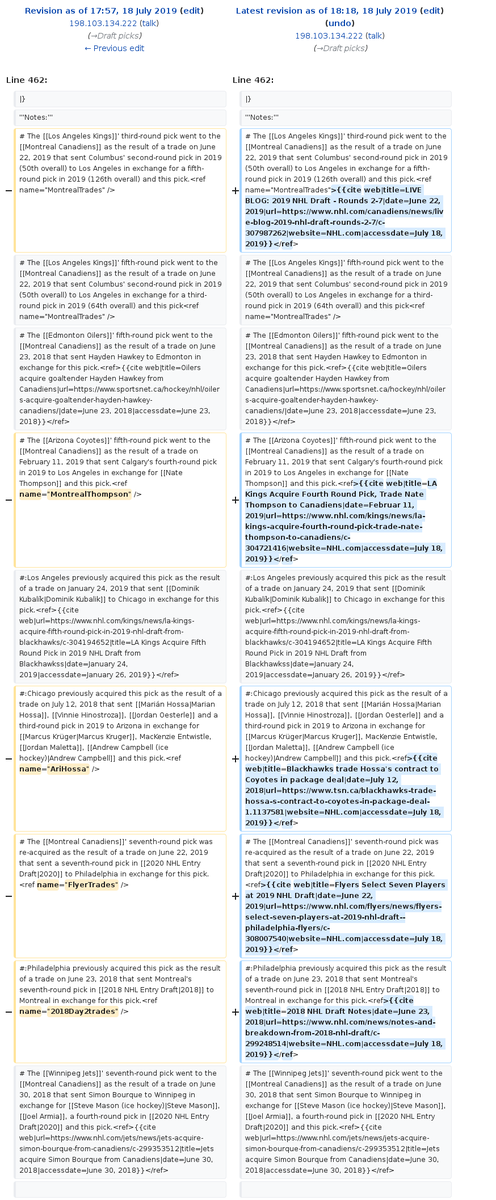 Revision as of 17:57, 18 July 2019 (edit)
198.103.134.222 (talk)
(→Draft picks)
← Previous edit
Latest revision as of 18:18, 18 July 2019 (edit)
(undo)
198.103.134.222 (talk)
(→Draft picks)
Line 462:
|}
'''Notes:'''
− # The [[Los Angeles Kings]]' third-round pick went to the
[[Montreal Canadiens]] as the result of a trade on June
22, 2019 that sent Columbus' second-round pick in 2019
(50th overall) to Los Angeles in exchange for a fifth-
round pick in 2019 (126th overall) and this pick.<ref
name="MontrealTrades" />
# The [[Los Angeles Kings]]' fifth-round pick went to the
[[Montreal Canadiens]] as the result of a trade on June
22, 2019 that sent Columbus' second-round pick in 2019
(50th overall) to Los Angeles in exchange for a third-
round pick in 2019 (64th overall) and this pick<ref
name="MontrealTrades" />
# The [[Edmonton Oilers]]' fifth-round pick went to the
[[Montreal Canadiens]] as the result of a trade on June
23, 2018 that sent Hayden Hawkey to Edmonton in
exchange for this pick.<ref>{{cite web|title=Oilers
acquire goaltender Hayden Hawkey from
Canadiens|url=https://www.sportsnet.ca/hockey/nhl/oiler
s-acquire-goaltender-hayden-hawkey-
canadiens/|date=June 23, 2018|accessdate=June 23,
2018}}</ref>
− # The [[Arizona Coyotes]]' fifth-round pick went to the
[[Montreal Canadiens]] as the result of a trade on
February 11, 2019 that sent Calgary's fourth-round pick
in 2019 to Los Angeles in exchange for [[Nate
Thompson]] and this pick.<ref
name="MontrealThompson" />
#:Los Angeles previously acquired this pick as the result
of a trade on January 24, 2019 that sent [[Dominik
Kubalík|Dominik Kubalik]] to Chicago in exchange for this
pick.<ref>{{cite
web|url=https://www.nhl.com/kings/news/la-kings-
acquire-fifth-round-pick-in-2019-nhl-draft-from-
blackhawks/c-304194652|title=LA Kings Acquire Fifth
Round Pick in 2019 NHL Draft from
Blackhawkss|date=January 24,
2019|accessdate=January 26, 2019}}</ref>
− #:Chicago previously acquired this pick as the result of a
trade on July 12, 2018 that sent [[Marián Hossa|Marian
Hossa]], [[Vinnie Hinostroza]], [[Jordan Oesterle]] and a
third-round pick in 2019 to Arizona in exchange for
[[Marcus Krüger|Marcus Kruger]], MacKenzie Entwistle,
[[Jordan Maletta]], [[Andrew Campbell (ice
hockey)|Andrew Campbell]] and this pick.<ref
name="AriHossa" />
− # The [[Montreal Canadiens]]' seventh-round pick was
re-acquired as the result of a trade on June 22, 2019
that sent a seventh-round pick in [[2020 NHL Entry
Draft|2020]] to Philadelphia in exchange for this pick.
<ref name="FlyerTrades" />
− #:Philadelphia previously acquired this pick as the result
of a trade on June 23, 2018 that sent Montreal's
seventh-round pick in [[2018 NHL Entry Draft|2018]] to
Montreal in exchange for this pick.<ref
name="2018Day2trades" />
# The [[Winnipeg Jets]]' seventh-round pick went to the
[[Montreal Canadiens]] as the result of a trade on June
30, 2018 that sent Simon Bourque to Winnipeg in
exchange for [[Steve Mason (ice hockey)|Steve Mason]],
[[Joel Armia]], a fourth-round pick in [[2020 NHL Entry
Draft|2020]] and this pick.<ref>{{cite
web|url=https://www.nhl.com/jets/news/jets-acquire-
simon-bourque-from-canadiens/c-299353512|title=Jets
acquire Simon Bourque from Canadiens|date=June 30,
2018|accessdate=June 30, 2018}}</ref>
Line 462:
|}
'''Notes:'''
+ # The [[Los Angeles Kings]]' third-round pick went to the
[[Montreal Canadiens]] as the result of a trade on June
22, 2019 that sent Columbus' second-round pick in 2019
(50th overall) to Los Angeles in exchange for a fifth-
round pick in 2019 (126th overall) and this pick.<ref
name="MontrealTrades">{{cite web|title=LIVE
BLOG: 2019 NHL Draft - Rounds 2-7|date=June 22,
2019|url=https://www.nhl.com/canadiens/news/liv
e-blog-2019-nhl-draft-rounds-2-7/c-
307987262|website=NHL.com|accessdate=July 18,
2019}}</ref>
# The [[Los Angeles Kings]]' fifth-round pick went to the
[[Montreal Canadiens]] as the result of a trade on June
22, 2019 that sent Columbus' second-round pick in 2019
(50th overall) to Los Angeles in exchange for a third-
round pick in 2019 (64th overall) and this pick<ref
name="MontrealTrades" />
# The [[Edmonton Oilers]]' fifth-round pick went to the
[[Montreal Canadiens]] as the result of a trade on June
23, 2018 that sent Hayden Hawkey to Edmonton in
exchange for this pick.<ref>{{cite web|title=Oilers
acquire goaltender Hayden Hawkey from
Canadiens|url=https://www.sportsnet.ca/hockey/nhl/oiler
s-acquire-goaltender-hayden-hawkey-
canadiens/|date=June 23, 2018|accessdate=June 23,
2018}}</ref>
+ # The [[Arizona Coyotes]]' fifth-round pick went to the
[[Montreal Canadiens]] as the result of a trade on
February 11, 2019 that sent Calgary's fourth-round pick
in 2019 to Los Angeles in exchange for [[Nate
Thompson]] and this pick.<ref>{{cite web|title=LA
Kings Acquire Fourth Round Pick, Trade Nate
Thompson to Canadiens|date=Februar 11,
2019|url=https://www.nhl.com/kings/news/la-
kings-acquire-fourth-round-pick-trade-nate-
thompson-to-canadiens/c-
304721416|website=NHL.com|accessdate=July 18,
2019}}</ref>
#:Los Angeles previously acquired this pick as the result
of a trade on January 24, 2019 that sent [[Dominik
Kubalík|Dominik Kubalik]] to Chicago in exchange for this
pick.<ref>{{cite
web|url=https://www.nhl.com/kings/news/la-kings-
acquire-fifth-round-pick-in-2019-nhl-draft-from-
blackhawks/c-304194652|title=LA Kings Acquire Fifth
Round Pick in 2019 NHL Draft from
Blackhawkss|date=January 24,
2019|accessdate=January 26, 2019}}</ref>
+ #:Chicago previously acquired this pick as the result of a
trade on July 12, 2018 that sent [[Marián Hossa|Marian
Hossa]], [[Vinnie Hinostroza]], [[Jordan Oesterle]] and a
third-round pick in 2019 to Arizona in exchange for
[[Marcus Krüger|Marcus Kruger]], MacKenzie Entwistle,
[[Jordan Maletta]], [[Andrew Campbell (ice
hockey)|Andrew Campbell]] and this pick.<ref>{{cite
web|title=Blackhawks trade Hossa's contract to
Coyotes in package deal|date=July 12,
2018|url=https://www.tsn.ca/blackhawks-trade-
hossa-s-contract-to-coyotes-in-package-deal-
1.1137581|website=NHL.com|accessdate=July 18,
2019}}</ref>
+ # The [[Montreal Canadiens]]' seventh-round pick was
re-acquired as the result of a trade on June 22, 2019
that sent a seventh-round pick in [[2020 NHL Entry
Draft|2020]] to Philadelphia in exchange for this pick.
<ref>{{cite web|title=Flyers Select Seven Players
at 2019 NHL Draft|date=June 22,
2019|url=https://www.nhl.com/flyers/news/flyers-
select-seven-players-at-2019-nhl-draft--
philadelphia-flyers/c-
308007540|website=NHL.com|accessdate=July 18,
2019}}</ref>
+ #:Philadelphia previously acquired this pick as the result
of a trade on June 23, 2018 that sent Montreal's
seventh-round pick in [[2018 NHL Entry Draft|2018]] to
Montreal in exchange for this pick.<ref>{{cite
web|title=2018 NHL Draft Notes|date=June 23,
2018|url=https://www.nhl.com/news/notes-and-
breakdown-from-2018-nhl-draft/c-
299248514|website=NHL.com|accessdate=July 18,
2019}}</ref>
# The [[Winnipeg Jets]]' seventh-round pick went to the
[[Montreal Canadiens]] as the result of a trade on June
30, 2018 that sent Simon Bourque to Winnipeg in
exchange for [[Steve Mason (ice hockey)|Steve Mason]],
[[Joel Armia]], a fourth-round pick in [[2020 NHL Entry
Draft|2020]] and this pick.<ref>{{cite
web|url=https://www.nhl.com/jets/news/jets-acquire-
simon-bourque-from-canadiens/c-299353512|title=Jets
acquire Simon Bourque from Canadiens|date=June 30,
2018|accessdate=June 30, 2018}}</ref>